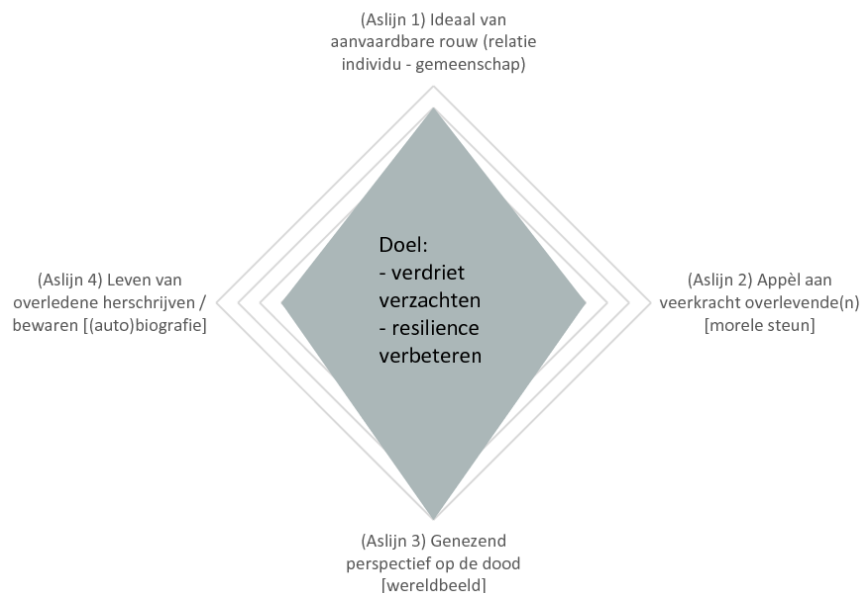 (Aslijn 1) Ideaal van
aanvaardbare rouw (relatie
individu - gemeenschap)
Doel:
- verdriet
verzachten
- resilience
verbeteren
(Aslijn 4) Leven van
overledene herschrijven /
bewaren [(auto)biografie]
(Aslijn 2) Appèl aan
veerkracht overlevende(n)
[morele steun]
(Aslijn 3) Genezend
perspectief op de dood
[wereldbeeld]